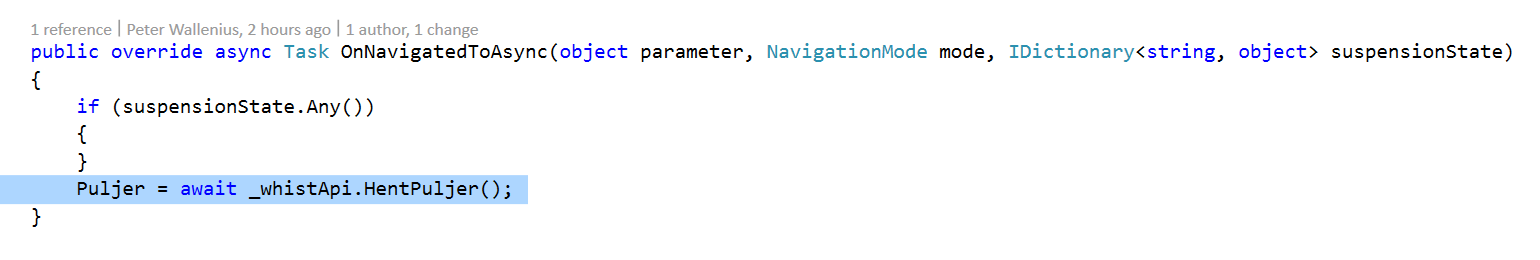 1 reference | Peter Wallenius, 2 hours ago | 1 author, 1 change
public override async Task OnNavigatedToAsync(object parameter, NavigationMode mode, IDictionary<string, object> suspensionState)
{
    if (suspensionState.Any())
    {
    }
    Puljer = await _whistApi.HentPuljer();
}